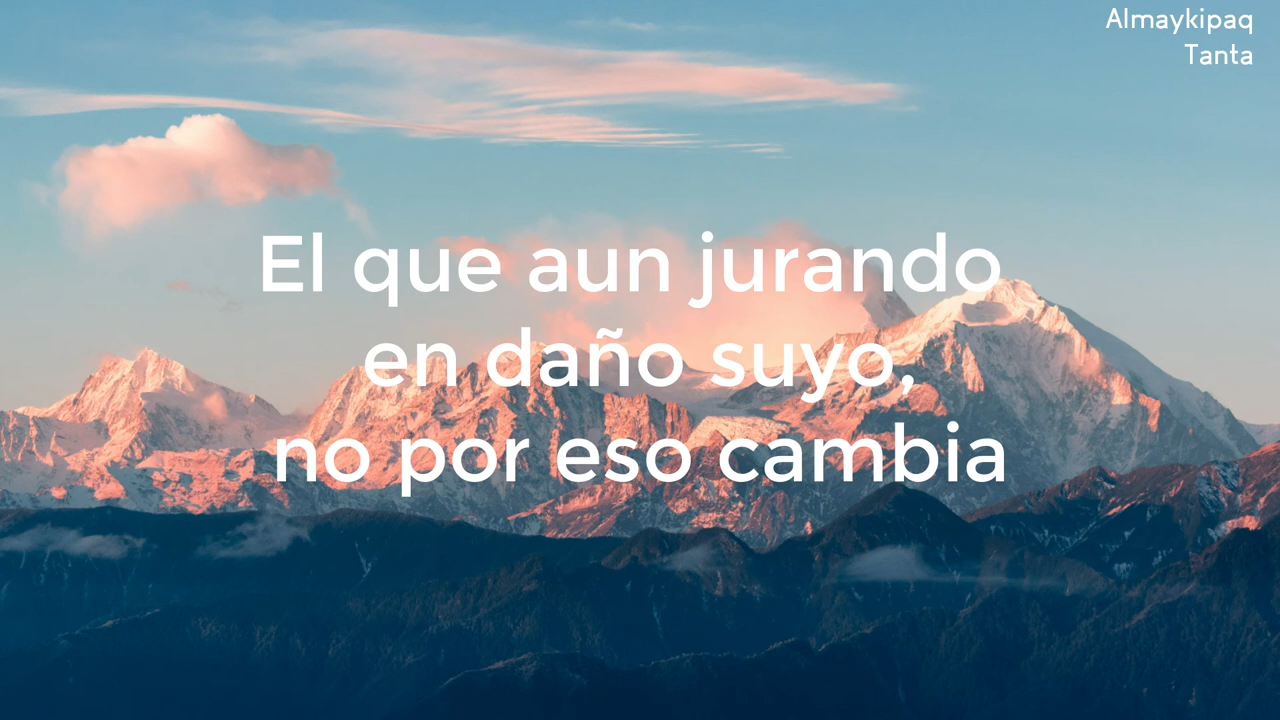 Almaykipaq
Tanta
El que aun jurando
en daño suyo,
no por eso cambia